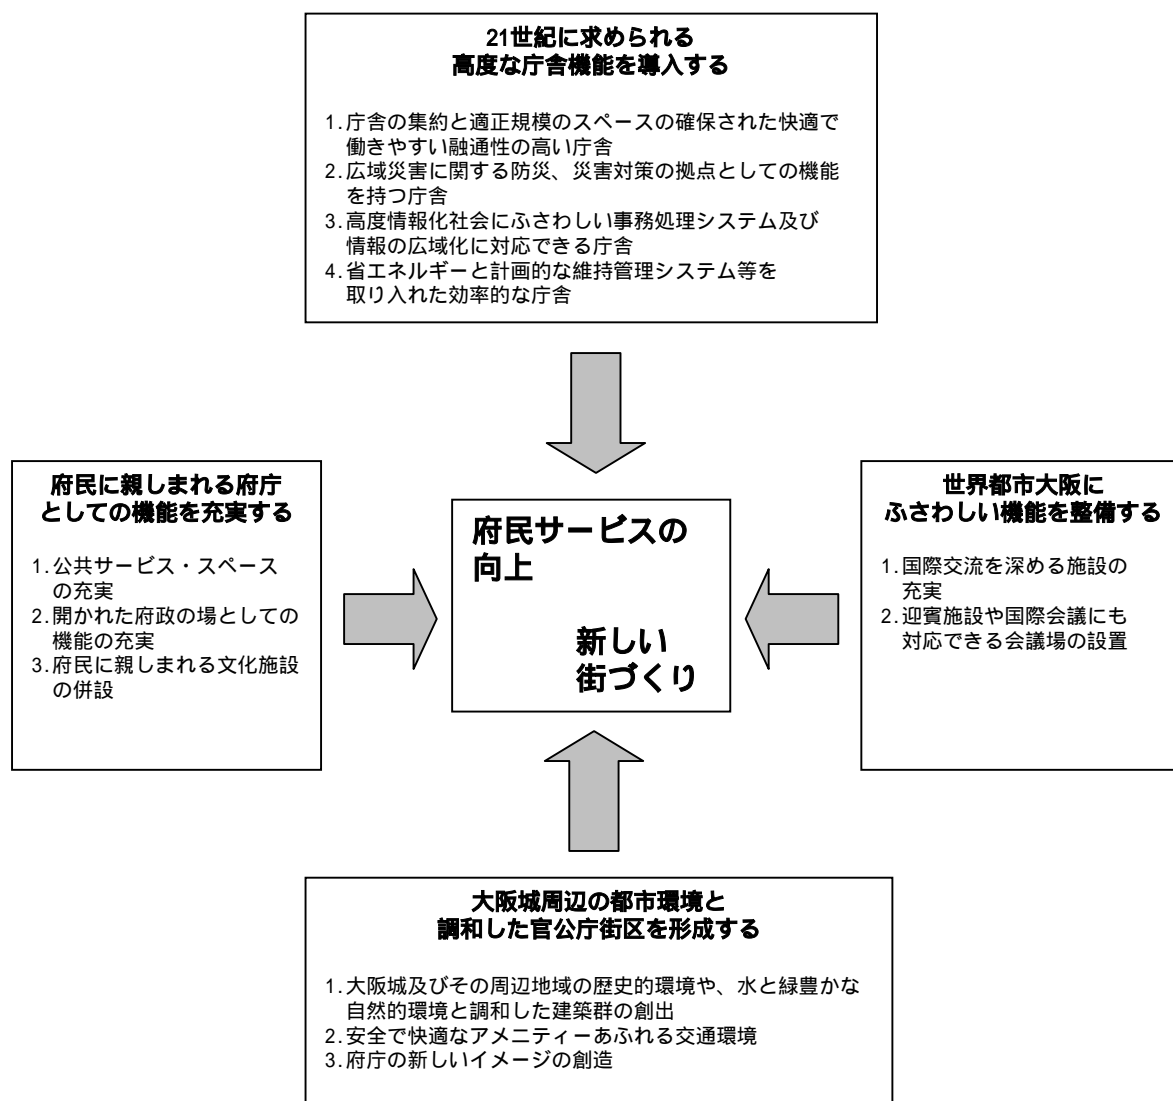 21世紀に求められる
高度な庁舎機能を導入する
1.庁舎の集約と適正規模のスペースの確保された快適で
働きやすい融通性の高い庁舎
2.広域災害に関する防災、災害対策の拠点としての機能
を持つ庁舎
3.高度情報化社会にふさわしい事務処理システム及び
情報の広域化に対応できる庁舎
4.省エネルギーと計画的な維持管理システム等を
取り入れた効率的な庁舎
府民に親しまれる府庁
としての機能を充実する
1.公共サービス・スペース
の充実
2.開かれた府政の場としての
機能の充実
3.府民に親しまれる文化施設
の併設
府民サービスの
向上
新しい
街づくり
世界都市大阪に
ふさわしい機能を整備する
1.国際交流を深める施設の
充実
2.迎賓施設や国際会議にも
対応できる会議場の設置
大阪城周辺の都市環境と
調和した官公庁街区を形成する
1.大阪城及びその周辺地域の歴史的環境や、水と緑豊かな
自然的環境と調和した建築群の創出
2.安全で快適なアメニティーあふれる交通環境
3.府庁の新しいイメージの創造